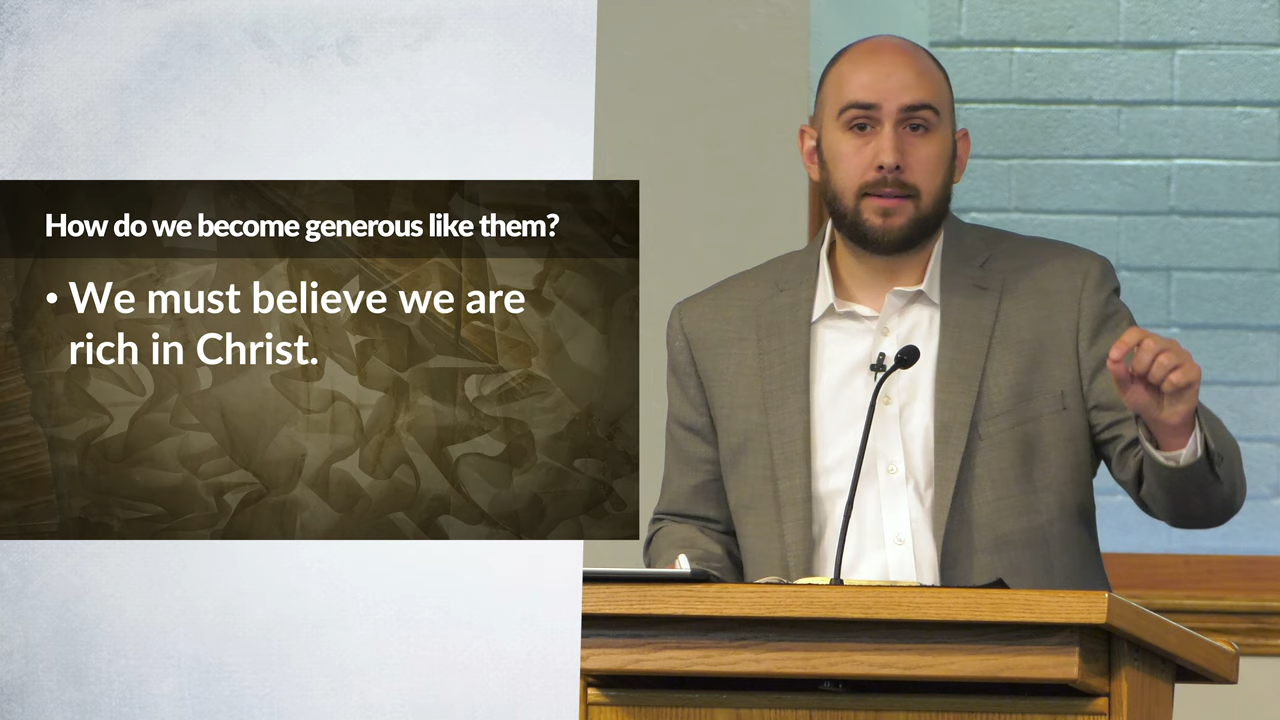 How do we become generous like them?
• We must believe we are
rich in Christ.